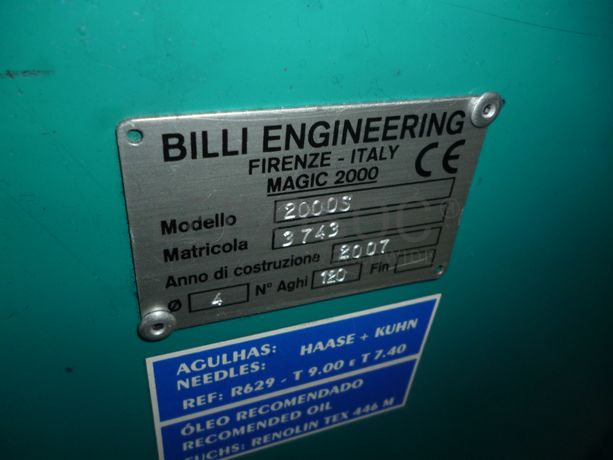 BILLI ENGINEERING
FIRENZE - ITALY
MAGIC 2000
CE
Modello 2000S
Matricola 3743
Anno di costruzione 2007
Ø 4 N° Aghi 120 Fin
AGULHAS: HAASE + KUHN
NEEDLES:
REF: R629 - T 9.00 E T 7.40
ÓLEO RECOMENDADO
RECOMENDED OIL
FUCHS: RENOLIN TEX 446 M